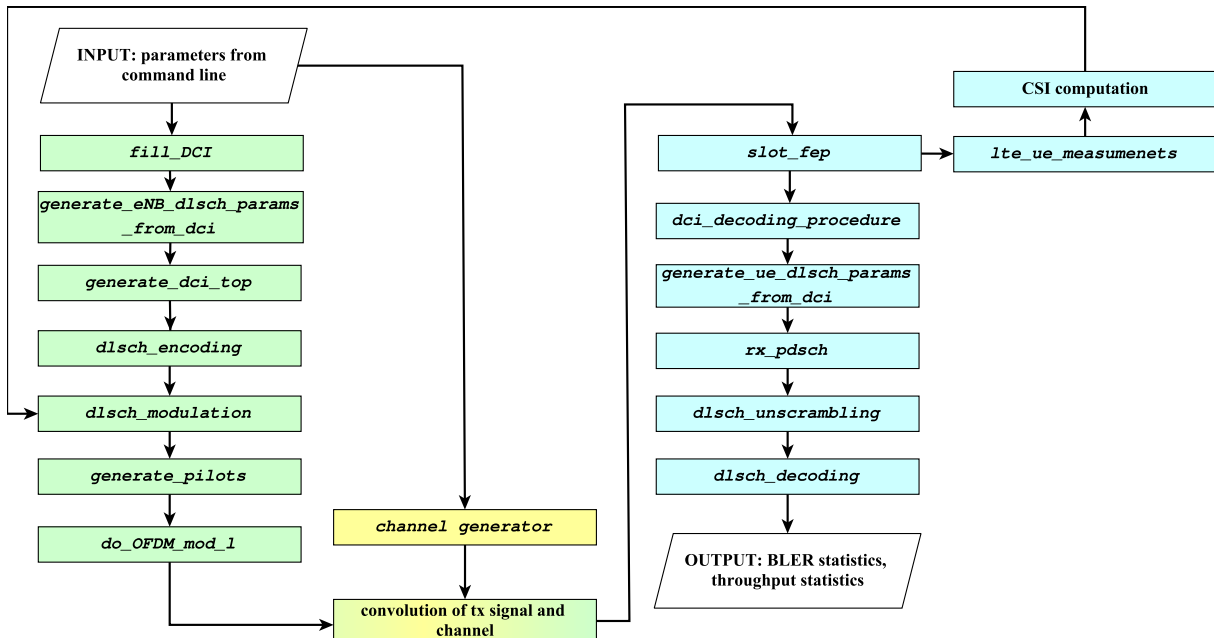 INPUT: parameters from
command line
fill_DCI
generate_eNB_dlsch_params
_from_dci
generate_dci_top
dlsch_encoding
dlsch_modulation
generate_pilots
do_OFDM_mod_l
channel generator
convolution of tx signal and
channel
slot_fep
dci_decoding_procedure
generate_ue_dlsch_params
_from_dci
rx_pdsch
dlsch_unscrambling
dlsch_decoding
OUTPUT: BLER statistics,
throughput statistics
CSI computation
lte_ue_measumenets